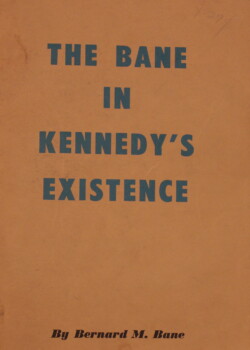 THE BANE
IN
KENNEDY'S
EXISTENCE
By Bernard M. Bane